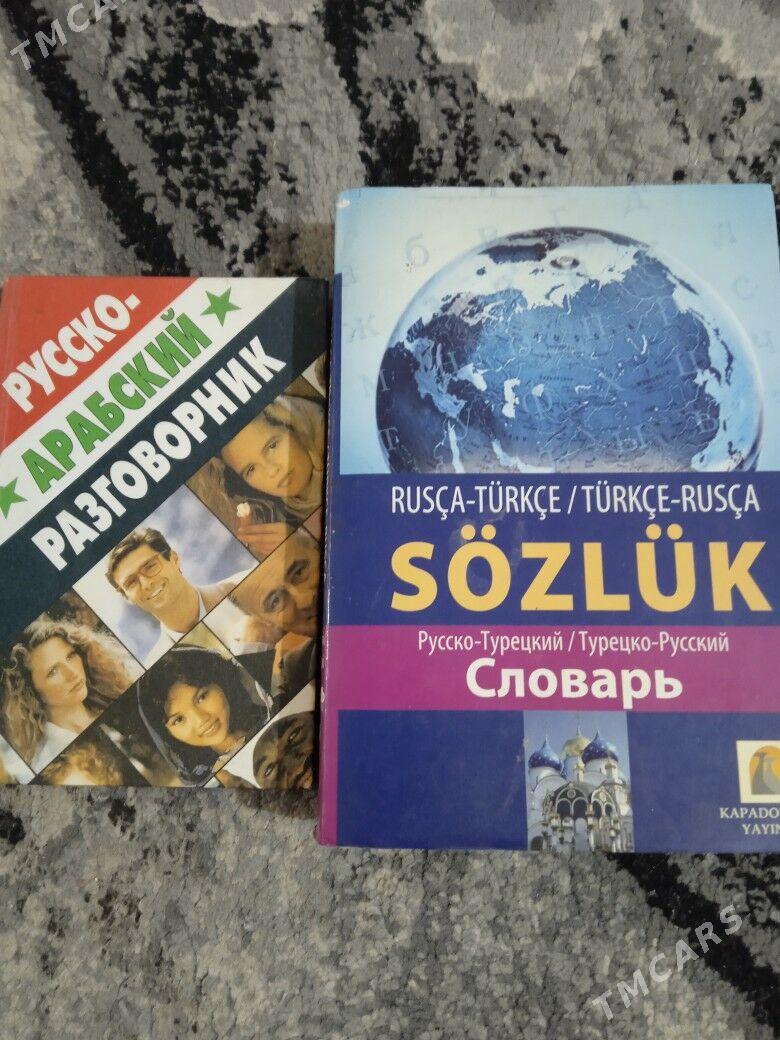 TMCARS
РУССКО-
АРАБСКИЙ
РАЗГОВОРНИК
RUSÇA-TÜRKÇE / TÜRKÇE-RUSÇA
SÖZLÜK
Русско-Турецкий / Турецко-Русский
Словарь
TMCARS